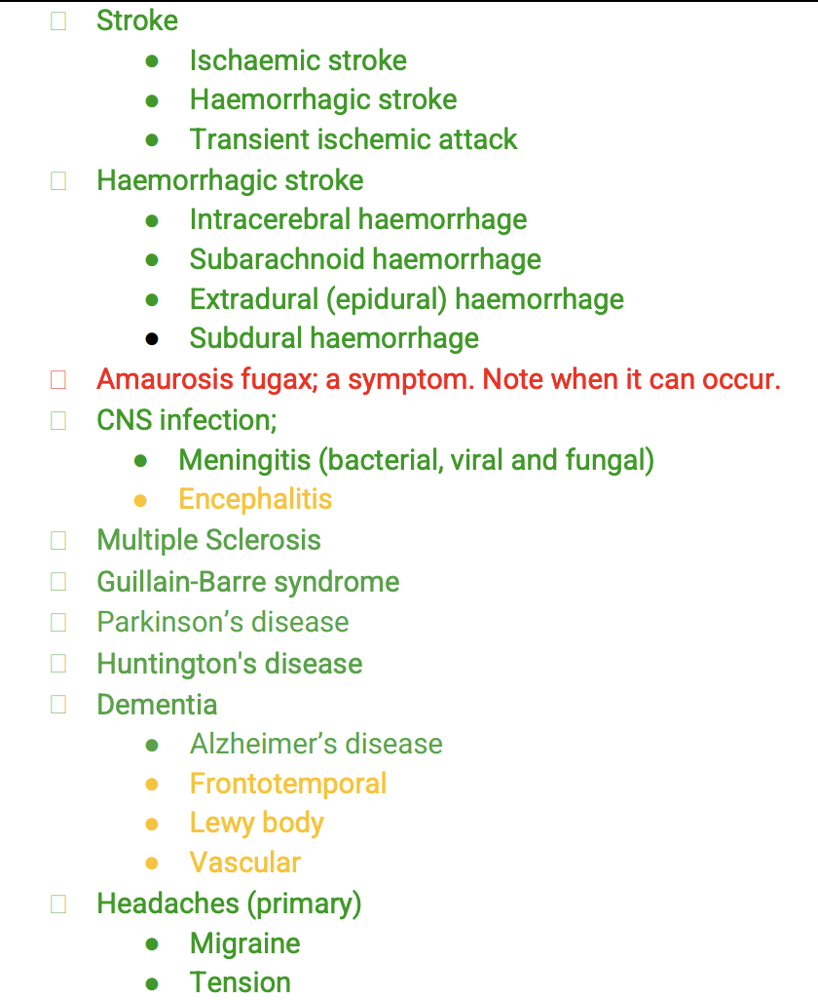 Stroke
Ischaemic stroke
Haemorrhagic stroke
Transient ischemic attack
Haemorrhagic stroke
Intracerebral haemorrhage
Subarachnoid haemorrhage
Extradural (epidural) haemorrhage
Subdural haemorrhage
Amaurosis fugax; a symptom. Note when it can occur.
CNS infection;
Meningitis (bacterial, viral and fungal)
Encephalitis
Multiple Sclerosis
Guillain-Barre syndrome
Parkinson’s disease
Huntington's disease
Dementia
Alzheimer’s disease
Frontotemporal
Lewy body
Vascular
Headaches (primary)
Migraine
Tension